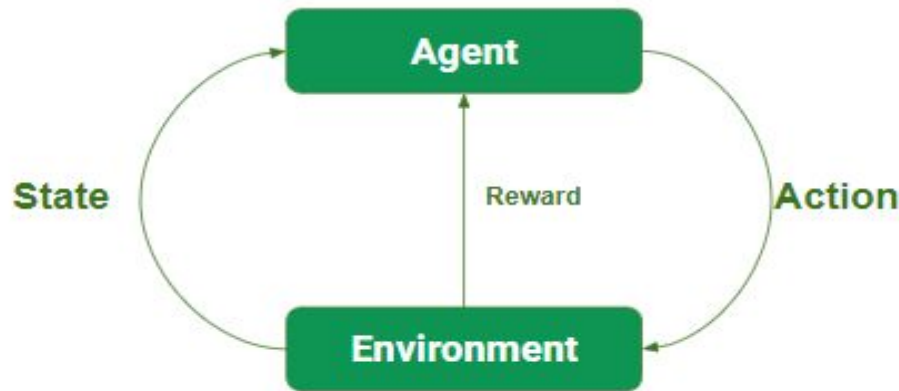 Agent
State
Reward
Action
Environment